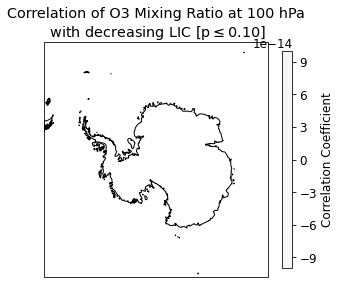 Correlation of O3 Mixing Ratio at 100 hPa
with decreasing LIC [p ≤ 0.10]
1e−14
9
6
3
0
−3
−6
−9
Correlation Coefficient